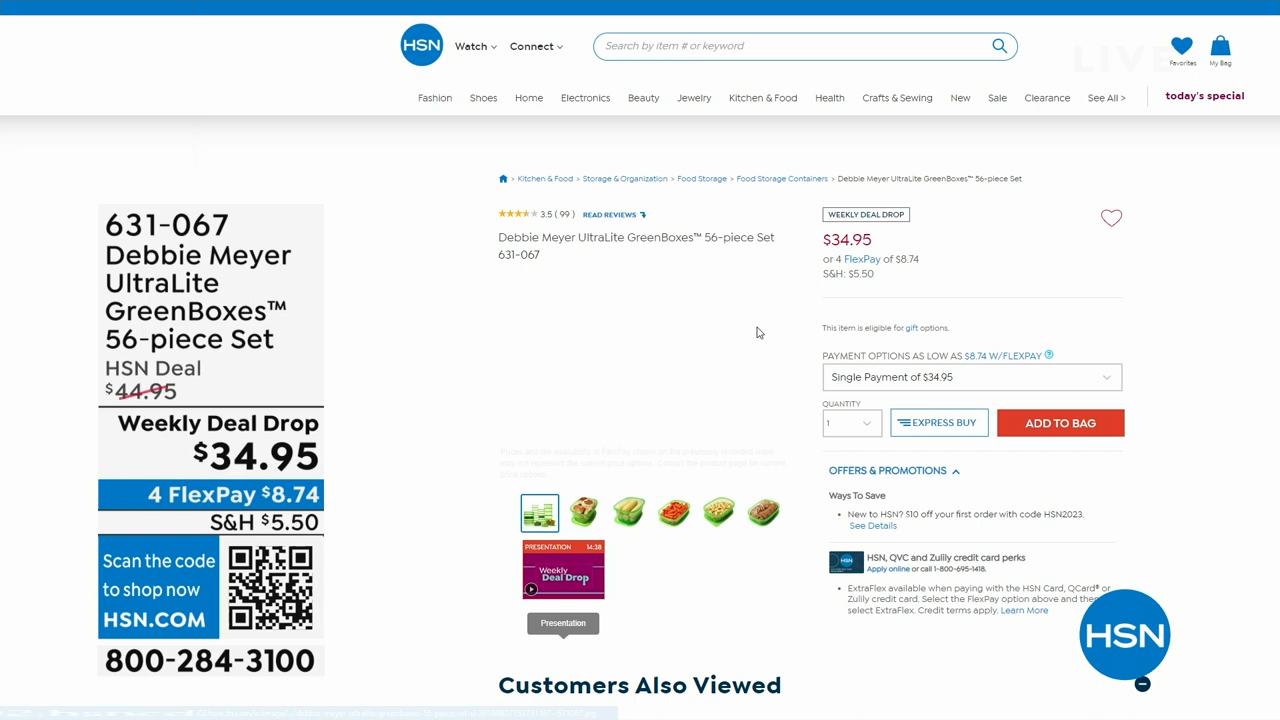 HSN
Watch
Connect
Search by item # or keyword
LIVE
Favorites
My Bag
Fashion Shoes Home Electronics Beauty Jewelry Kitchen & Food Health Crafts & Sewing New Sale Clearance See All >
today's special
> Kitchen & Food > Storage & Organization > Food Storage > Food Storage Containers > Debbie Meyer UltraLite GreenBoxes™ 56-piece Set
631-067
Debbie Meyer
UltraLite
GreenBoxes™
56-piece Set
HSN Deal
$44.95
Weekly Deal Drop
$34.95
4 FlexPay $8.74
S&H $5.50
Scan the code
to shop now
HSN.COM
800-284-3100
3.5 ( 99 ) READ REVIEWS
Debbie Meyer UltraLite GreenBoxes™ 56-piece Set
631-067
PRESENTATION 14:38
Weekly
Deal Drop
Presentation
WEEKLY DEAL DROP
$34.95
or 4 FlexPay of $8.74
S&H: $5.50
This item is eligible for gift options.
PAYMENT OPTIONS AS LOW AS $8.74 W/FLEXPAY ?
Single Payment of $34.95
QUANTITY
1
EXPRESS BUY
ADD TO BAG
OFFERS & PROMOTIONS
Ways To Save
• New to HSN? $10 off your first order with code HSN2023.
See Details
HSN
HSN, QVC and Zulily credit card perks
Apply online or call 1-800-695-1418.
• ExtraFlex available when paying with the HSN Card, QCard® or
Zulily credit card. Select the FlexPay option above and then
select ExtraFlex. Credit terms apply. Learn More
HSN
Customers Also Viewed